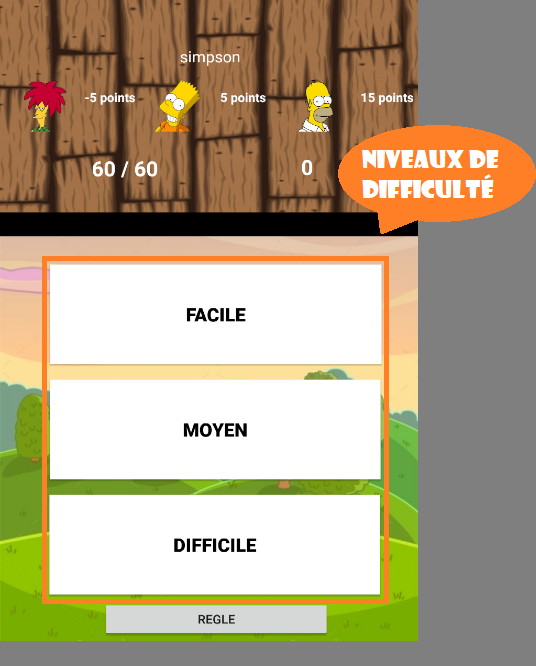 simpson
-5 points
5 points
15 points
60 / 60
0
NIVEAUX DE
DIFFICULTÉ
FACILE
MOYEN
DIFFICILE
REGLE